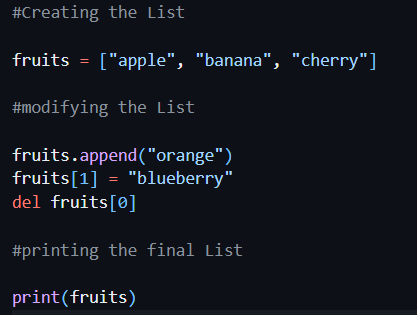 #Creating the List
fruits = ["apple", "banana", "cherry"]
#modifying the List
fruits.append("orange")
fruits[1] = "blueberry"
del fruits[0]
#printing the final List
print(fruits)